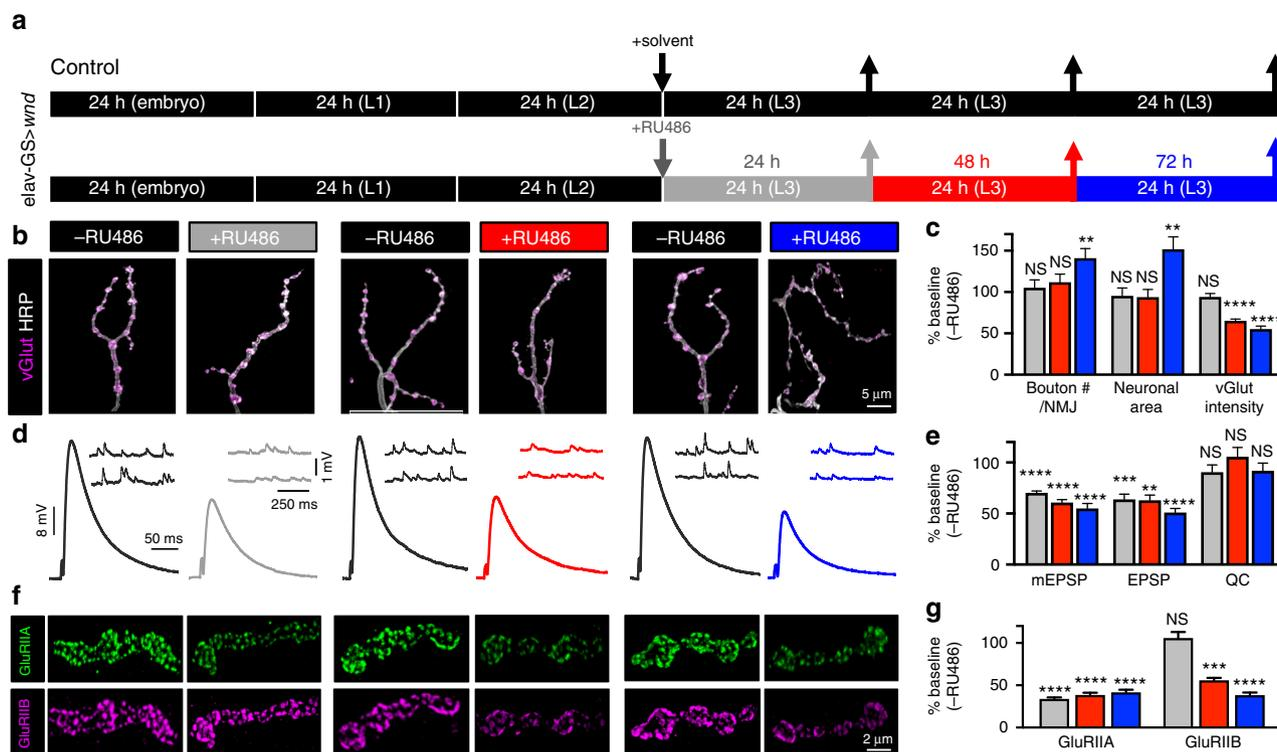 a
+solvent
Control
24 h (embryo) 24 h (L1) 24 h (L2) 24 h (L3) 24 h (L3) 24 h (L3)
elav-GS>wnd
+RU486
24 h 48 h 72 h
24 h (embryo) 24 h (L1) 24 h (L2) 24 h (L3) 24 h (L3) 24 h (L3)
b
–RU486 +RU486 –RU486 +RU486 –RU486 +RU486
vGlut HRP
5 μm
c
% baseline
(–RU486)
150
100
50
0
NS NS ** NS NS ** NS **** ****
Bouton # Neuronal vGlut
/NMJ area intensity
d
8 mV
50 ms
1 mV
250 ms
e
% baseline
(–RU486)
100
50
0
**** **** **** *** ** **** NS NS NS
mEPSP EPSP QC
f
GluRIIA
GluRIIB
2 μm
g
% baseline
(–RU486)
100
50
0
**** **** **** NS *** ****
GluRIIA GluRIIB